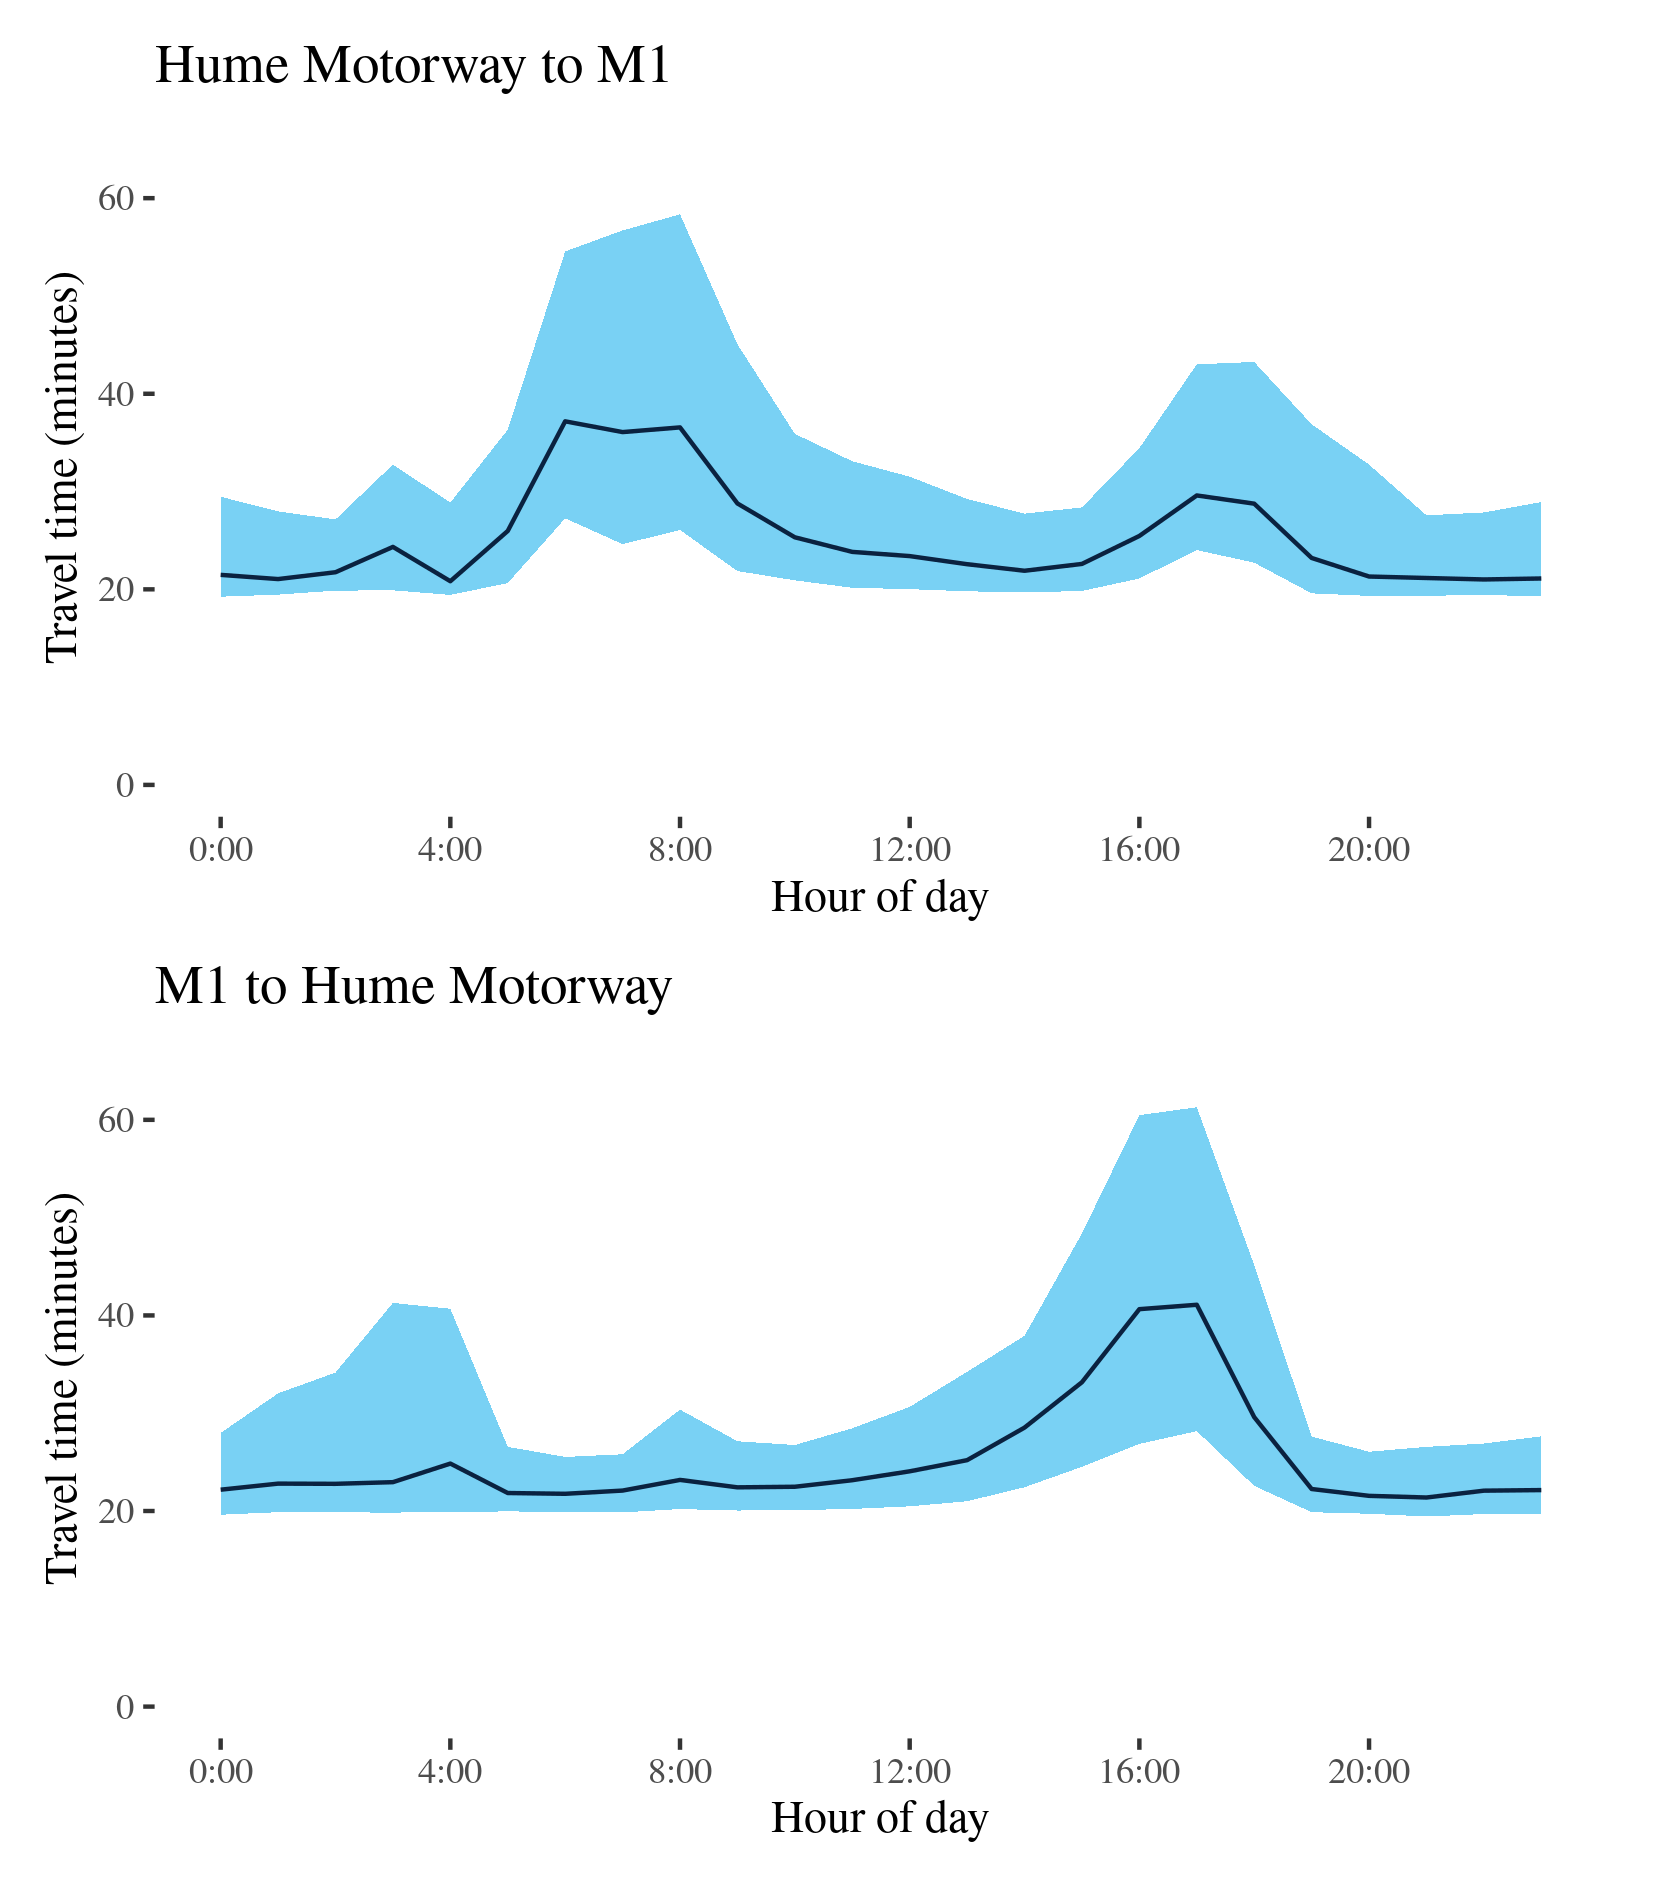 Hume Motorway to M1
60
40
20
0
Travel time (minutes)
0:00 4:00 8:00 12:00 16:00 20:00
Hour of day
M1 to Hume Motorway
60
40
20
0
Travel time (minutes)
0:00 4:00 8:00 12:00 16:00 20:00
Hour of day